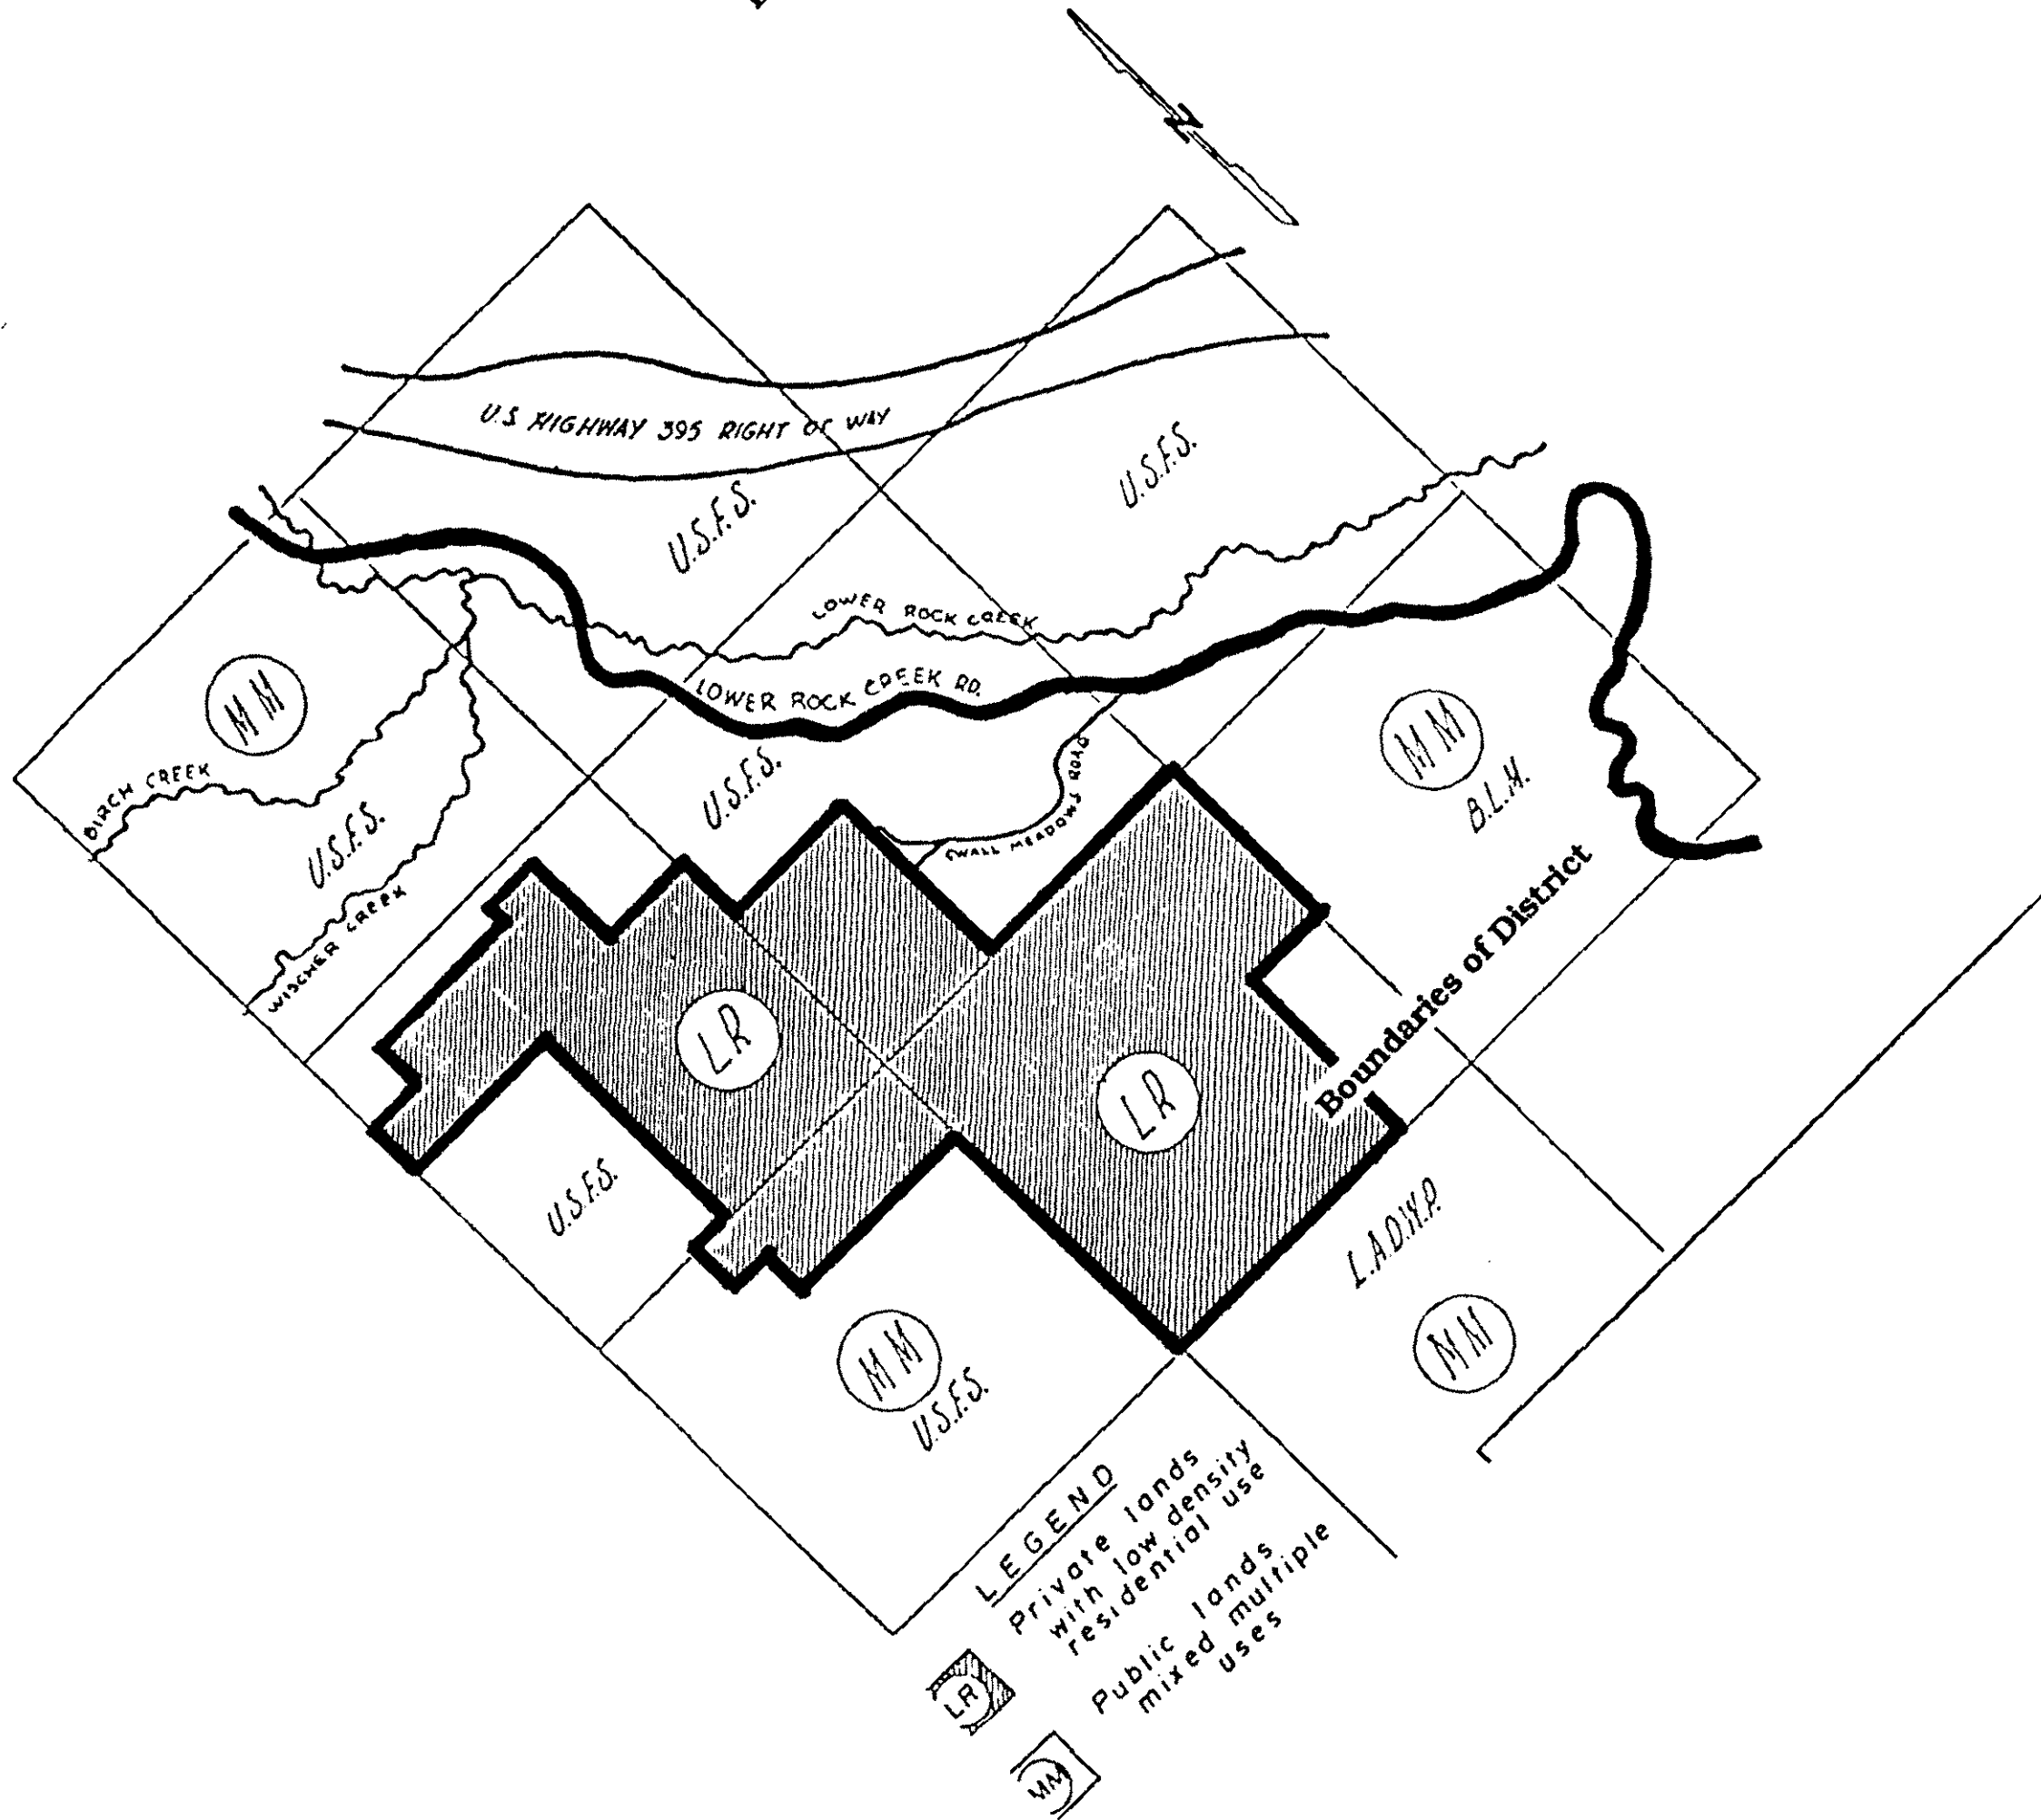 N
U.S HIGHWAY 395 RIGHT OF WAY
U.S.F.S.
U.S.F.S.
LOWER ROCK CREEK
LOWER ROCK CREEK RD.
MM
BIRCH CREEK
U.S.F.S.
WISCHER CREEK
U.S.F.S.
SWALL MEADOWS ROAD
MM
B.L.M.
Boundaries of District
LR
LR
U.S.F.S.
L.A.D.W.P.
MM
MM
U.S.F.S.
LEGEND
LR
Private lands
with low density
residential use
MM
Public lands
mixed multiple
uses